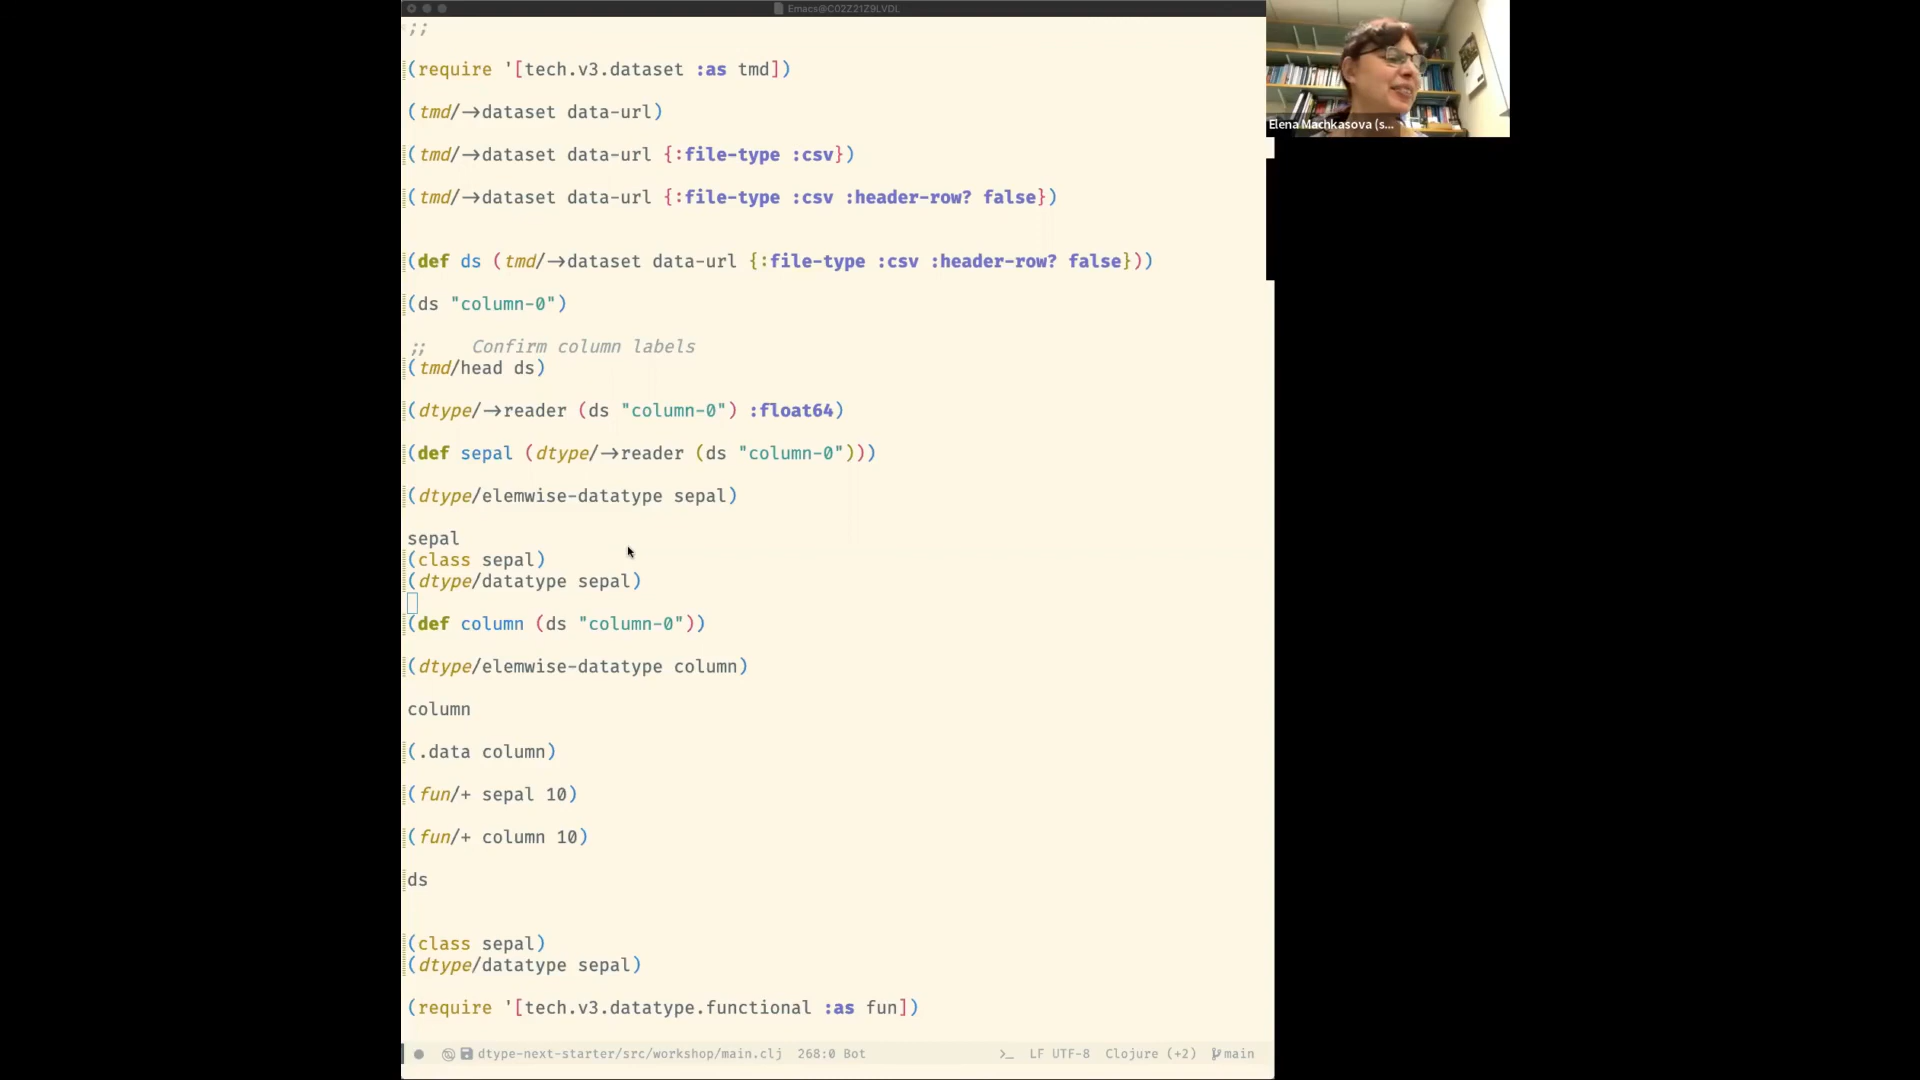 Emacs@C02Z21Z9LVDL
;;
(require '[tech.v3.dataset :as tmd])
(tmd/->dataset data-url)
(tmd/->dataset data-url {:file-type :csv})
(tmd/->dataset data-url {:file-type :csv :header-row? false})
(def ds (tmd/->dataset data-url {:file-type :csv :header-row? false}))
(ds "column-0")
;;    Confirm column labels
(tmd/head ds)
(dtype/->reader (ds "column-0") :float64)
(def sepal (dtype/->reader (ds "column-0")))
(dtype/elemwise-datatype sepal)
sepal
(class sepal)
(dtype/datatype sepal)
(def column (ds "column-0"))
(dtype/elemwise-datatype column)
column
(.data column)
(fun/+ sepal 10)
(fun/+ column 10)
ds
(class sepal)
(dtype/datatype sepal)
(require '[tech.v3.datatype.functional :as fun])
dtype-next-starter/src/workshop/main.clj 268:0 Bot LF UTF-8 Clojure (+2) main
Elena Machkasova (s...